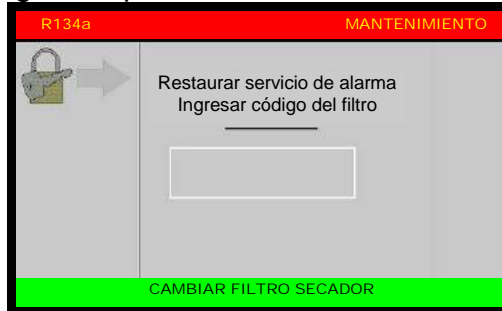 R134a MANTENIMIENTO
Restaurar servicio de alarma
Ingresar código del filtro
CAMBIAR FILTRO SECADOR